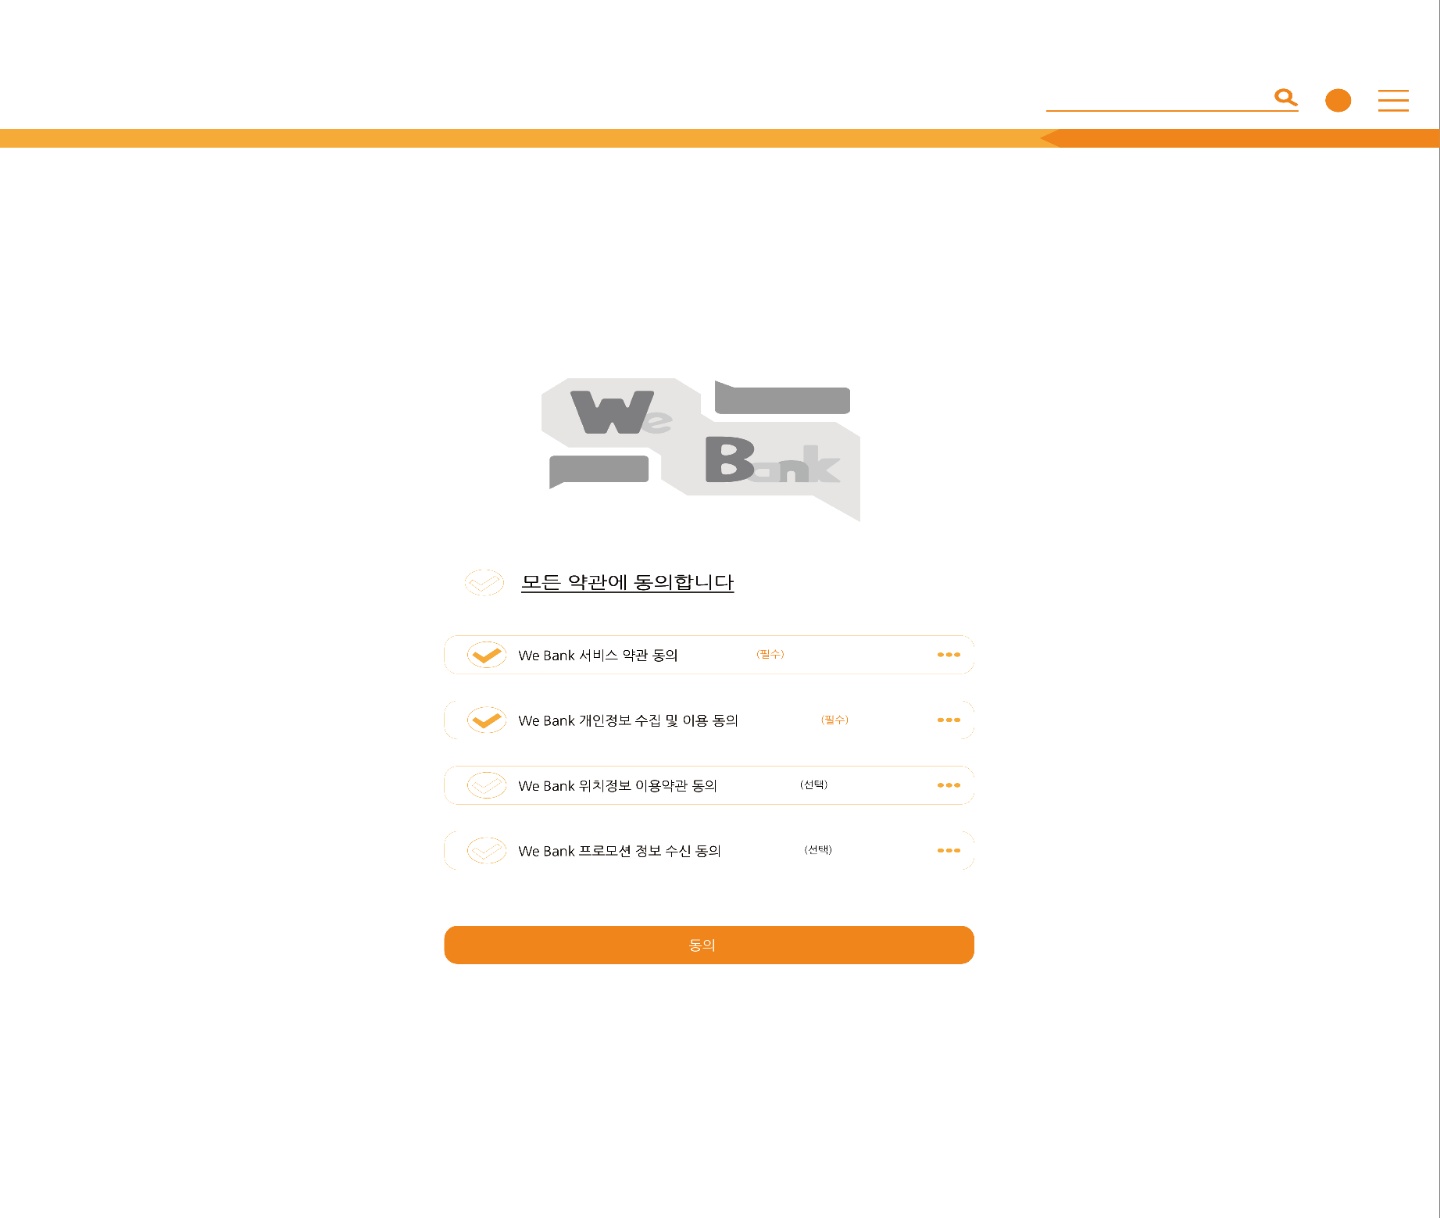 We
Bank
모든 약관에 동의합니다
We Bank 서비스 약관 동의 (필수)
We Bank 개인정보 수집 및 이용 동의 (필수)
We Bank 위치정보 이용약관 동의 (선택)
We Bank 프로모션 정보 수신 동의 (선택)
동의